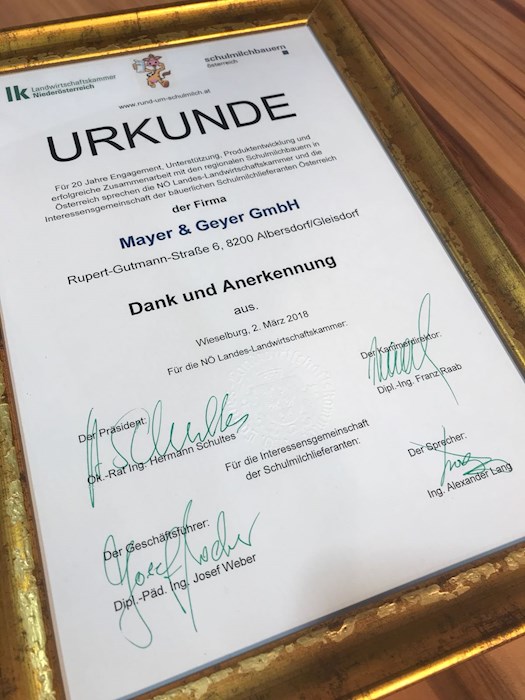 lk Landwirtschaftskammer
Niederösterreich
schulmilchbauern
österreich
www.rund-um-schulmilch.at
URKUNDE
Für 20 Jahre Engagement, Unterstützung, Produktentwicklung und
erfolgreiche Zusammenarbeit mit den regionalen Schulmilchbauern in
Österreich sprechen die NÖ Landes-Landwirtschaftskammer und die
Interessensgemeinschaft der bäuerlichen Schulmilchlieferanten Österreich
der Firma
Mayer & Geyer GmbH
Rupert-Gutmann-Straße 6, 8200 Albersdorf/Gleisdorf
Dank und Anerkennung
aus.
Wieselburg, 2. März 2018
Für die NÖ Landes-Landwirtschaftskammer:
Der Präsident:
Der Kammerdirektor:
Ök.-Rat Ing. Hermann Schultes
Dipl.-Ing. Franz Raab
Für die Interessensgemeinschaft
der Schulmilchlieferanten:
Der Geschäftsführer:
Der Sprecher:
Dipl.-Päd. Ing. Josef Weber
Ing. Alexander Lang